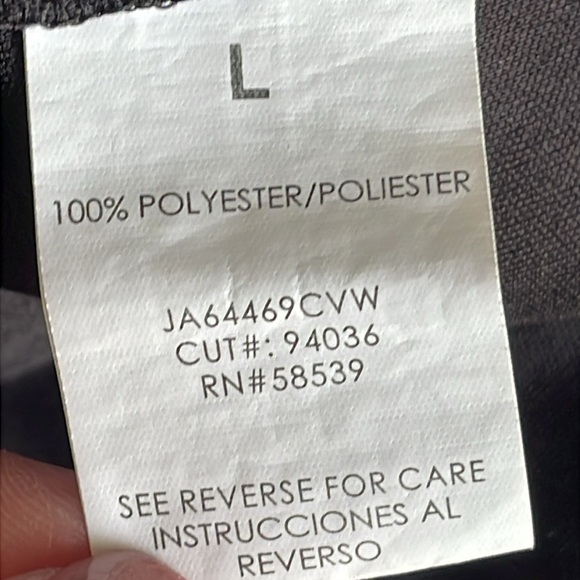 L
100% POLYESTER/POLIESTER
JA64469CVW
CUT#: 94036
RN#58539
SEE REVERSE FOR CARE
INSTRUCCIONES AL
REVERSO